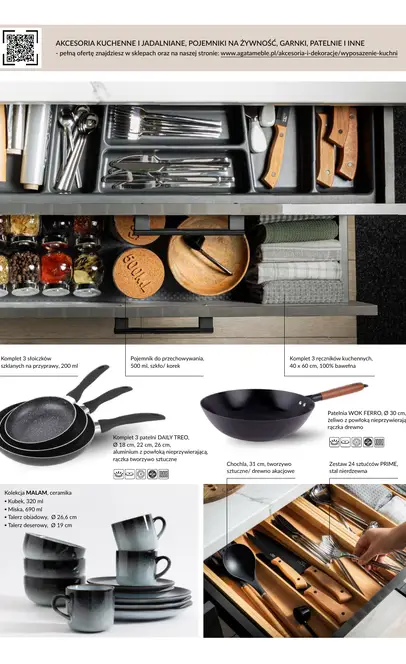 AKCESORIA KUCHENNE I JADALNIANE, POJEMNIKI NA ŻYWNOŚĆ, GARNKI, PATELNIE I INNE
- pełną ofertę znajdziesz w sklepach oraz na naszej stronie: www.agatameble.pl/akcesoria-i-dekoracje/wyposazenie-kuchni
500ML
Komplet 3 słoiczków
szklanych na przyprawy, 200 ml
Pojemnik do przechowywania,
500 ml, szkło/ korek
Komplet 3 ręczników kuchennych,
40 x 60 cm, 100% bawełna
Komplet 3 patelni DAILY TREO,
Ø 18 cm, 22 cm, 26 cm,
aluminium z powłoką nieprzywierającą,
rączka tworzywo sztuczne
Patelnia WOK FERRO, Ø 30 cm,
żeliwo z powłoką nieprzywierającą,
rączka drewno
Chochla, 31 cm, tworzywo
sztuczne/ drewno akacjowe
Zestaw 24 sztućców PRIME,
stal nierdzewna
Kolekcja MALAM, ceramika
• Kubek, 320 ml
• Miska, 690 ml
• Talerz obiadowy, Ø 26,6 cm
• Talerz deserowy, Ø 19 cm